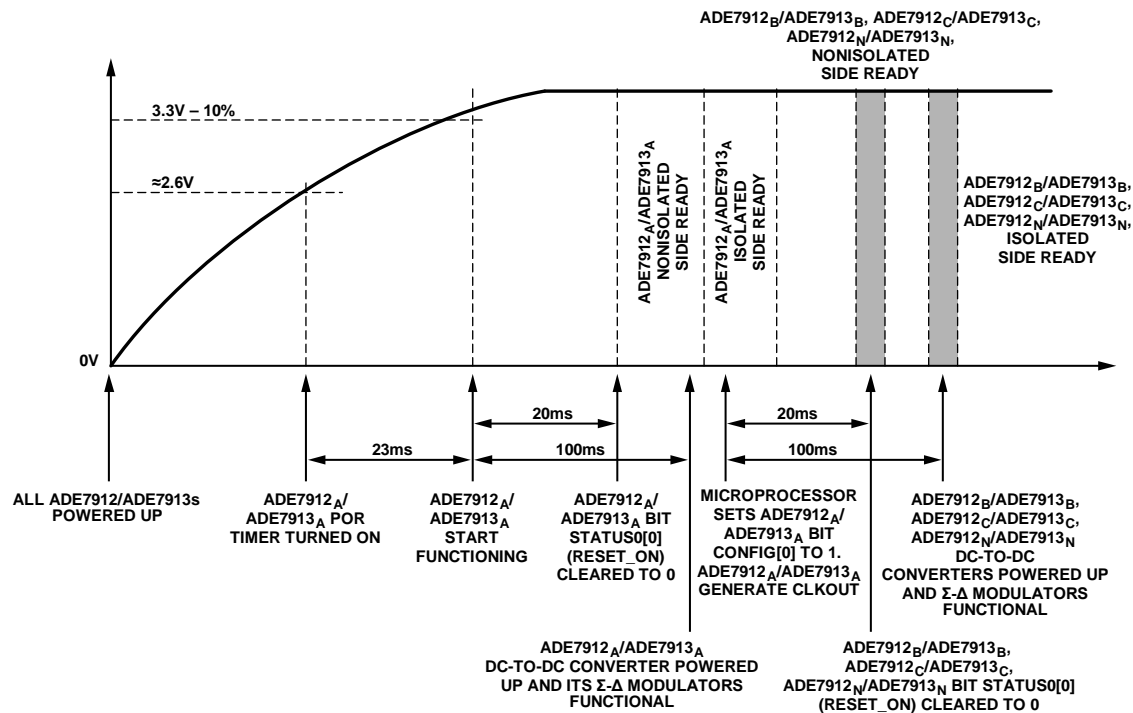 ADE7912B/ADE7913B, ADE7912C/ADE7913C,
ADE7912N/ADE7913N,
NONISOLATED
SIDE READY
3.3V – 10%
≈2.6V
0V
ADE7912A/ADE7913A
NONISOLATED
SIDE READY
ADE7912A/ADE7913A
ISOLATED
SIDE READY
ADE7912B/ADE7913B,
ADE7912C/ADE7913C,
ADE7912N/ADE7913N,
ISOLATED
SIDE READY
20ms
20ms
23ms
100ms
100ms
ALL ADE7912/ADE7913s
POWERED UP
ADE7912A/
ADE7913A POR
TIMER TURNED ON
ADE7912A/
ADE7913A
START
FUNCTIONING
ADE7912A/
ADE7913A BIT
STATUS0[0]
(RESET_ON)
CLEARED TO 0
MICROPROCESSOR
SETS ADE7912A/
ADE7913A BIT
CONFIG[0] TO 1.
ADE7912A/ADE7913A
GENERATE CLKOUT
ADE7912B/ADE7913B,
ADE7912C/ADE7913C,
ADE7912N/ADE7913N
DC-TO-DC
CONVERTERS POWERED UP
AND Σ-Δ MODULATORS
FUNCTIONAL
ADE7912A/ADE7913A
DC-TO-DC CONVERTER POWERED
UP AND ITS Σ-Δ MODULATORS
FUNCTIONAL
ADE7912B/ADE7913B,
ADE7912C/ADE7913C,
ADE7912N/ADE7913N BIT STATUS0[0]
(RESET_ON) CLEARED TO 0